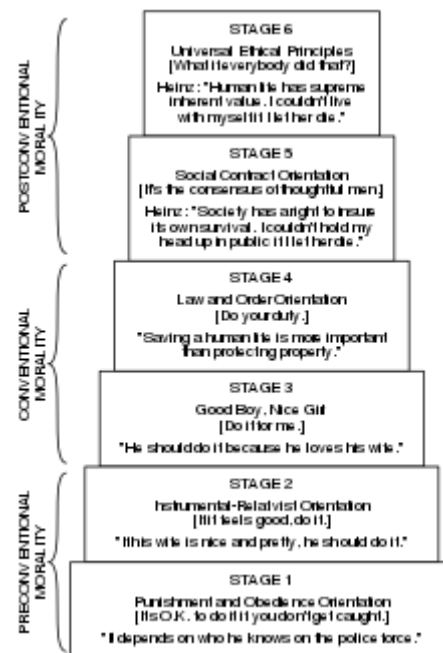 STAGE 6
Universal Ethical Principles
[What if everybody did that?]
Heinz: "Human life has supreme
inherent value. I couldn't live
with myself if I let her die."
STAGE 5
Social Contract Orientation
[It's the consensus of thoughtful men.]
Heinz: "Society has a right to insure
its own survival. I couldn't hold my
head up in public if I let her die."
POSTCONVENTIONAL
MORALITY
STAGE 4
Law and Order Orientation
[Do your duty.]
"Saving a human life is more important
than protecting property."
STAGE 3
Good Boy, Nice Girl
[Do it for me.]
"He should do it because he loves his wife."
CONVENTIONAL
MORALITY
STAGE 2
Instrumental-Relativist Orientation
[If it feels good, do it.]
"If his wife is nice and pretty, he should do it."
STAGE 1
Punishment and Obedience Orientation
[It's O.K. to do it if you don't get caught.]
"It depends on who he knows on the police force."
PRECONVENTIONAL
MORALITY